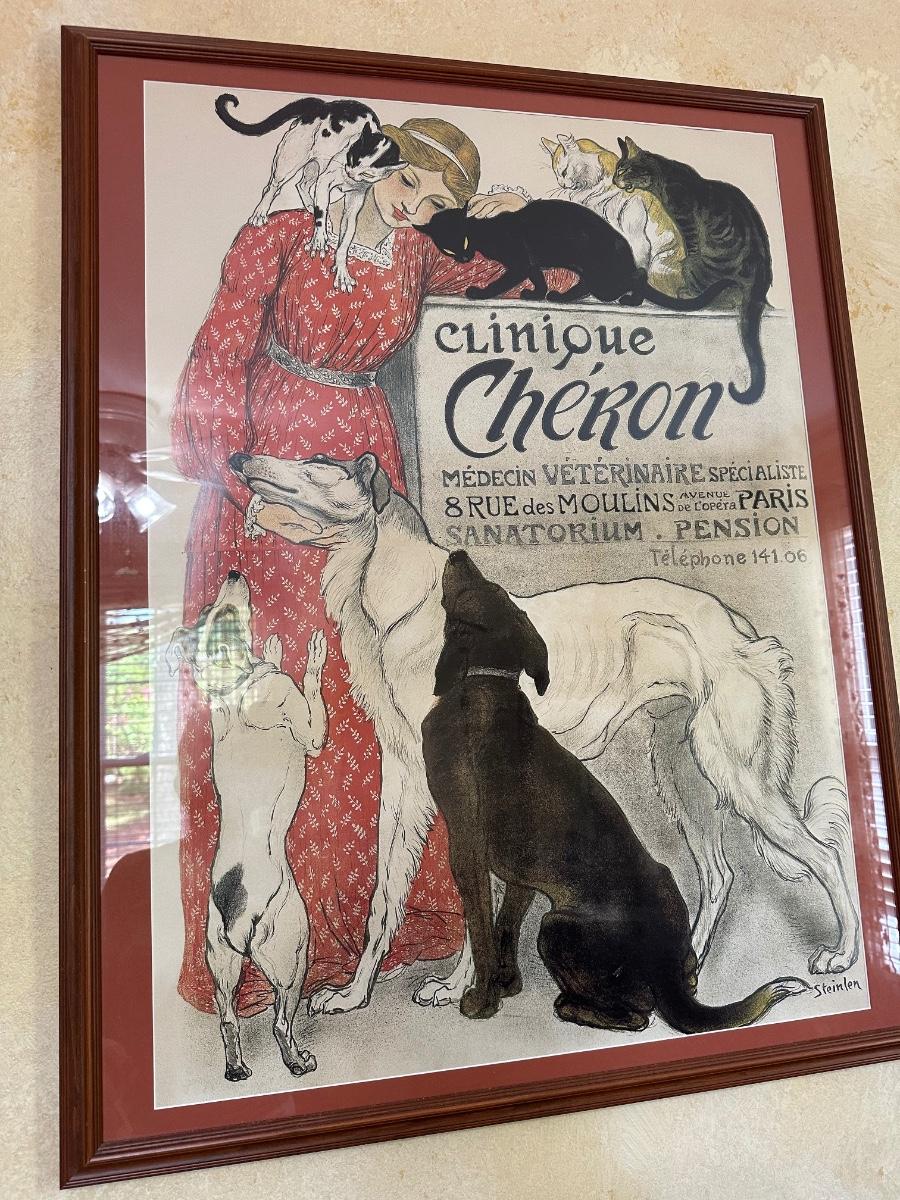 CLiniQue
ChéRon
MÉDECIN VÉTÉRINAIRE SPÉCIALISTE
8 RUE des MOULINS AVENUE DE L'OPÉRA PARIS
SANATORIUM . PENSION
Téléphone 141.06
Steinlen